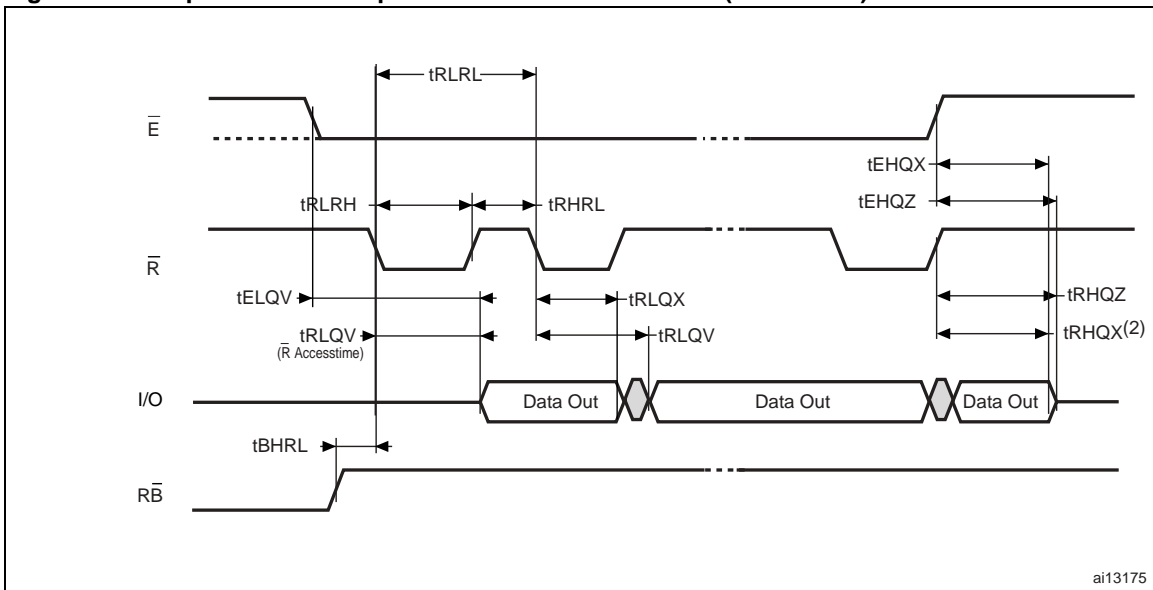 tRLRL
E̅
tEHQX
tEHQZ
tRLRH
tRHRL
R̅
tELQV
tRLQX
tRHQZ
tRLQV
(R̅ Accesstime)
tRLQV
tRHQX(2)
I/O
Data Out
Data Out
Data Out
tBHRL
RB̅
ai13175